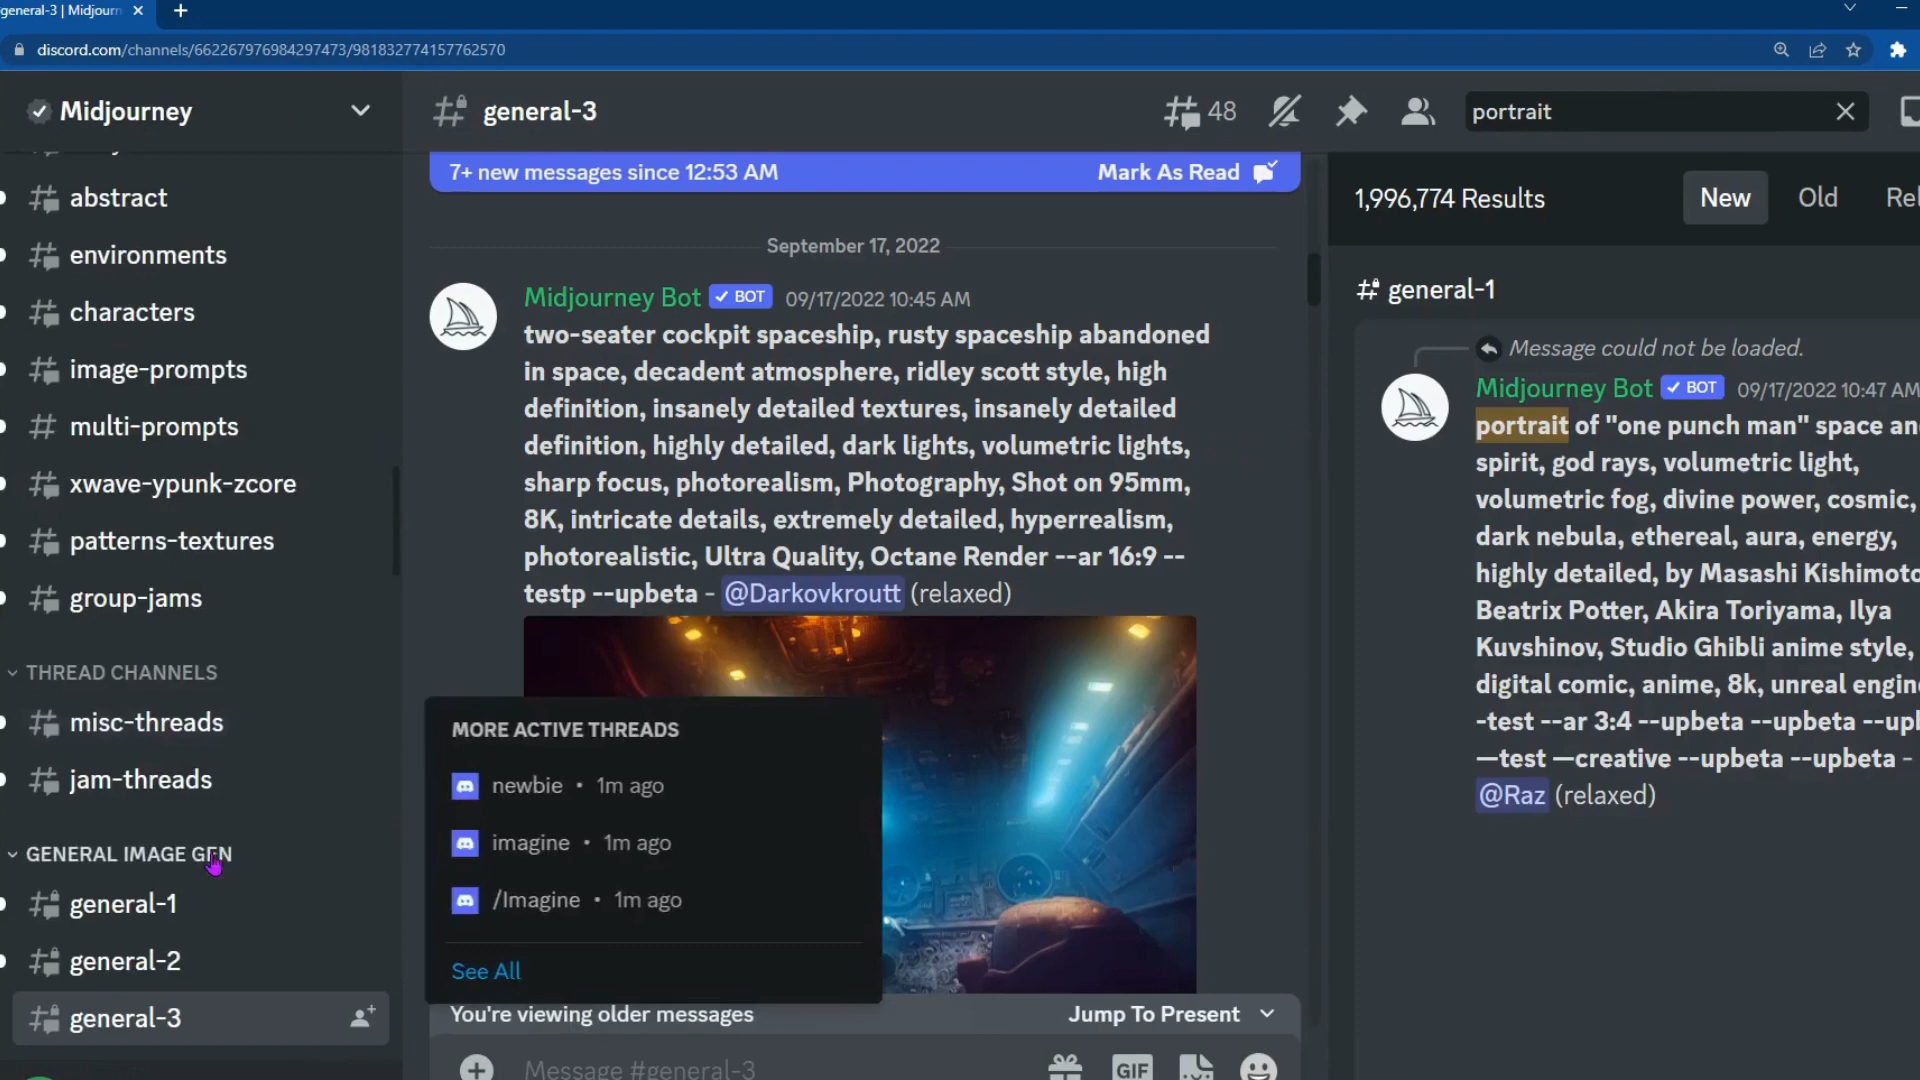 general-3 | Midjourn
discord.com/channels/662267976984297473/981832774157762570
Midjourney
abstract
environments
characters
image-prompts
multi-prompts
xwave-ypunk-zcore
patterns-textures
group-jams
THREAD CHANNELS
misc-threads
jam-threads
GENERAL IMAGE GEN
general-1
general-2
general-3
general-3
48
portrait
7+ new messages since 12:53 AM
Mark As Read
September 17, 2022
Midjourney Bot BOT 09/17/2022 10:45 AM
two-seater cockpit spaceship, rusty spaceship abandoned
in space, decadent atmosphere, ridley scott style, high
definition, insanely detailed textures, insanely detailed
definition, highly detailed, dark lights, volumetric lights,
sharp focus, photorealism, Photography, Shot on 95mm,
8K, intricate details, extremely detailed, hyperrealism,
photorealistic, Ultra Quality, Octane Render --ar 16:9 --
testp --upbeta - @Darkovkroutt (relaxed)
MORE ACTIVE THREADS
newbie • 1m ago
imagine • 1m ago
/Imagine • 1m ago
See All
You're viewing older messages
Jump To Present
Message #general-3
GIF
1,996,774 Results
New
Old
Rel
general-1
Message could not be loaded.
Midjourney Bot BOT 09/17/2022 10:47 AM
portrait of "one punch man" space an
spirit, god rays, volumetric light,
volumetric fog, divine power, cosmic,
dark nebula, ethereal, aura, energy,
highly detailed, by Masashi Kishimoto
Beatrix Potter, Akira Toriyama, Ilya
Kuvshinov, Studio Ghibli anime style,
digital comic, anime, 8k, unreal engin
-test --ar 3:4 --upbeta --upbeta --upb
—test —creative --upbeta --upbeta -
@Raz (relaxed)